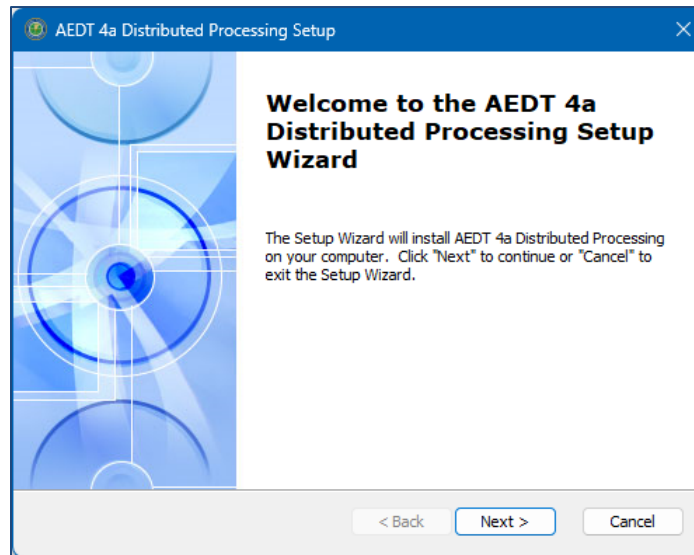 AEDT 4a Distributed Processing Setup
Welcome to the AEDT 4a
Distributed Processing Setup
Wizard
The Setup Wizard will install AEDT 4a Distributed Processing
on your computer. Click "Next" to continue or "Cancel" to
exit the Setup Wizard.
< Back Next > Cancel